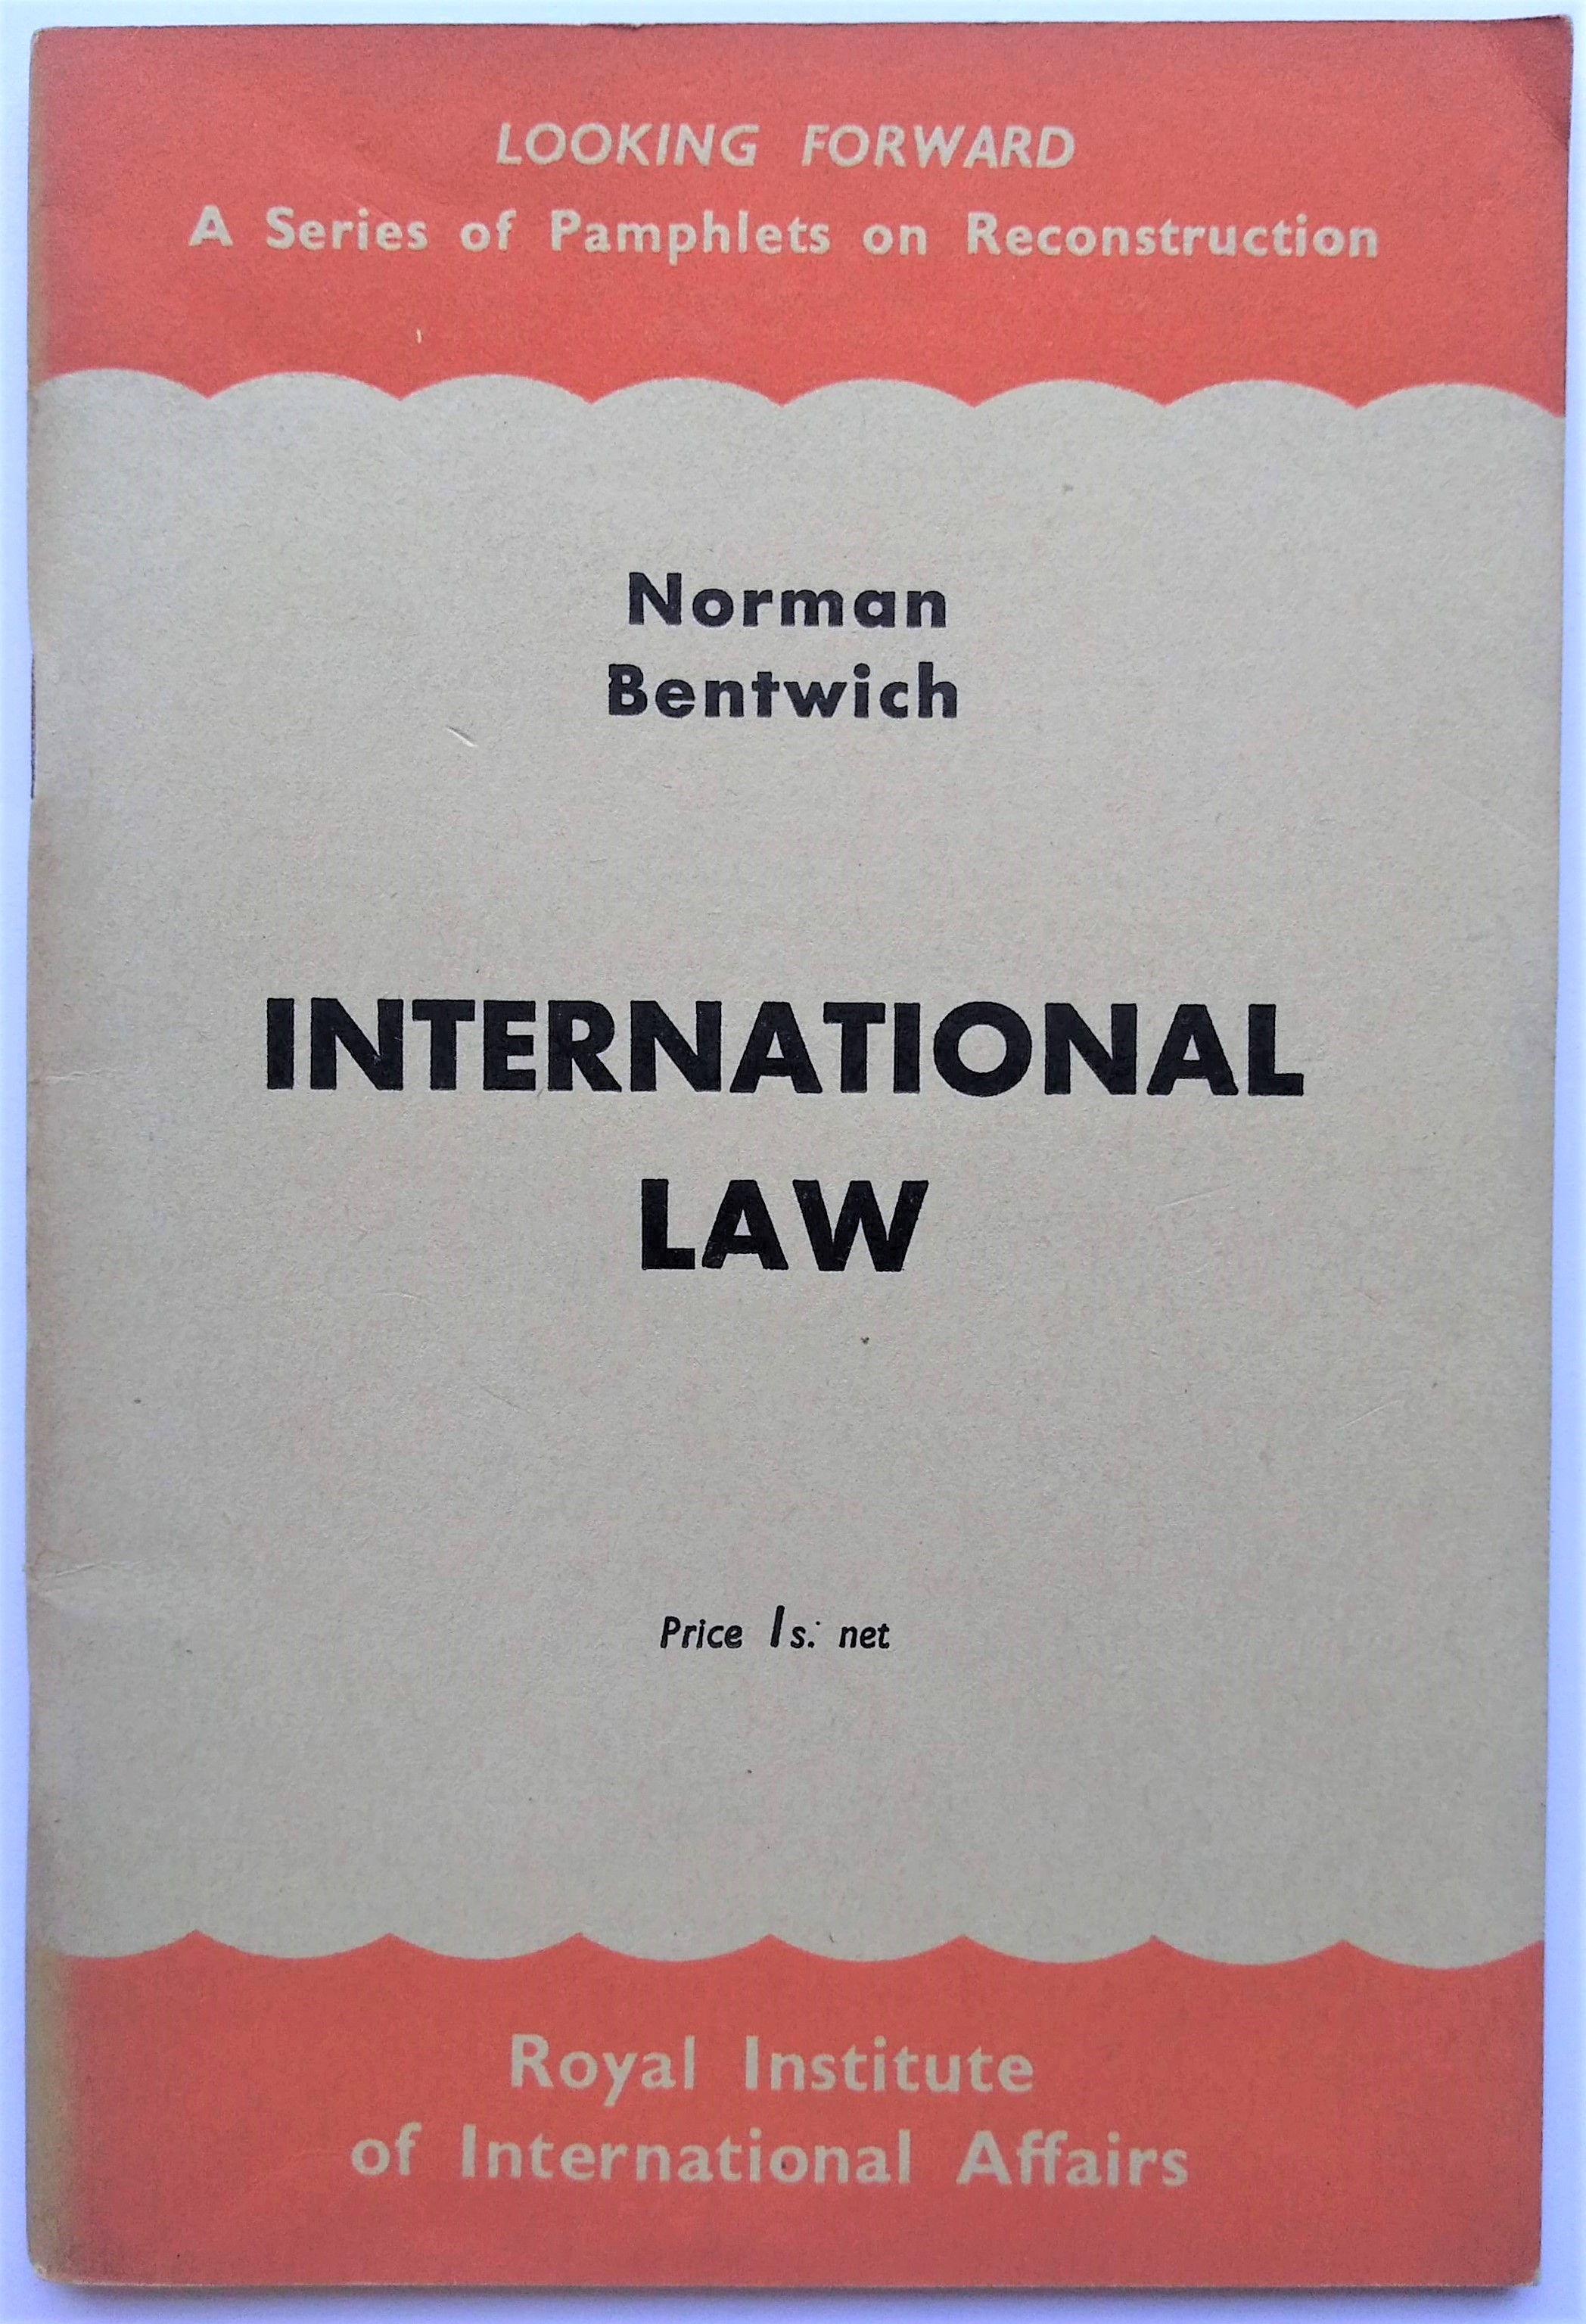 LOOKING FORWARD
A Series of Pamphlets on Reconstruction
Norman
Bentwich
INTERNATIONAL
LAW
Price 1s. net
Royal Institute
of International Affairs